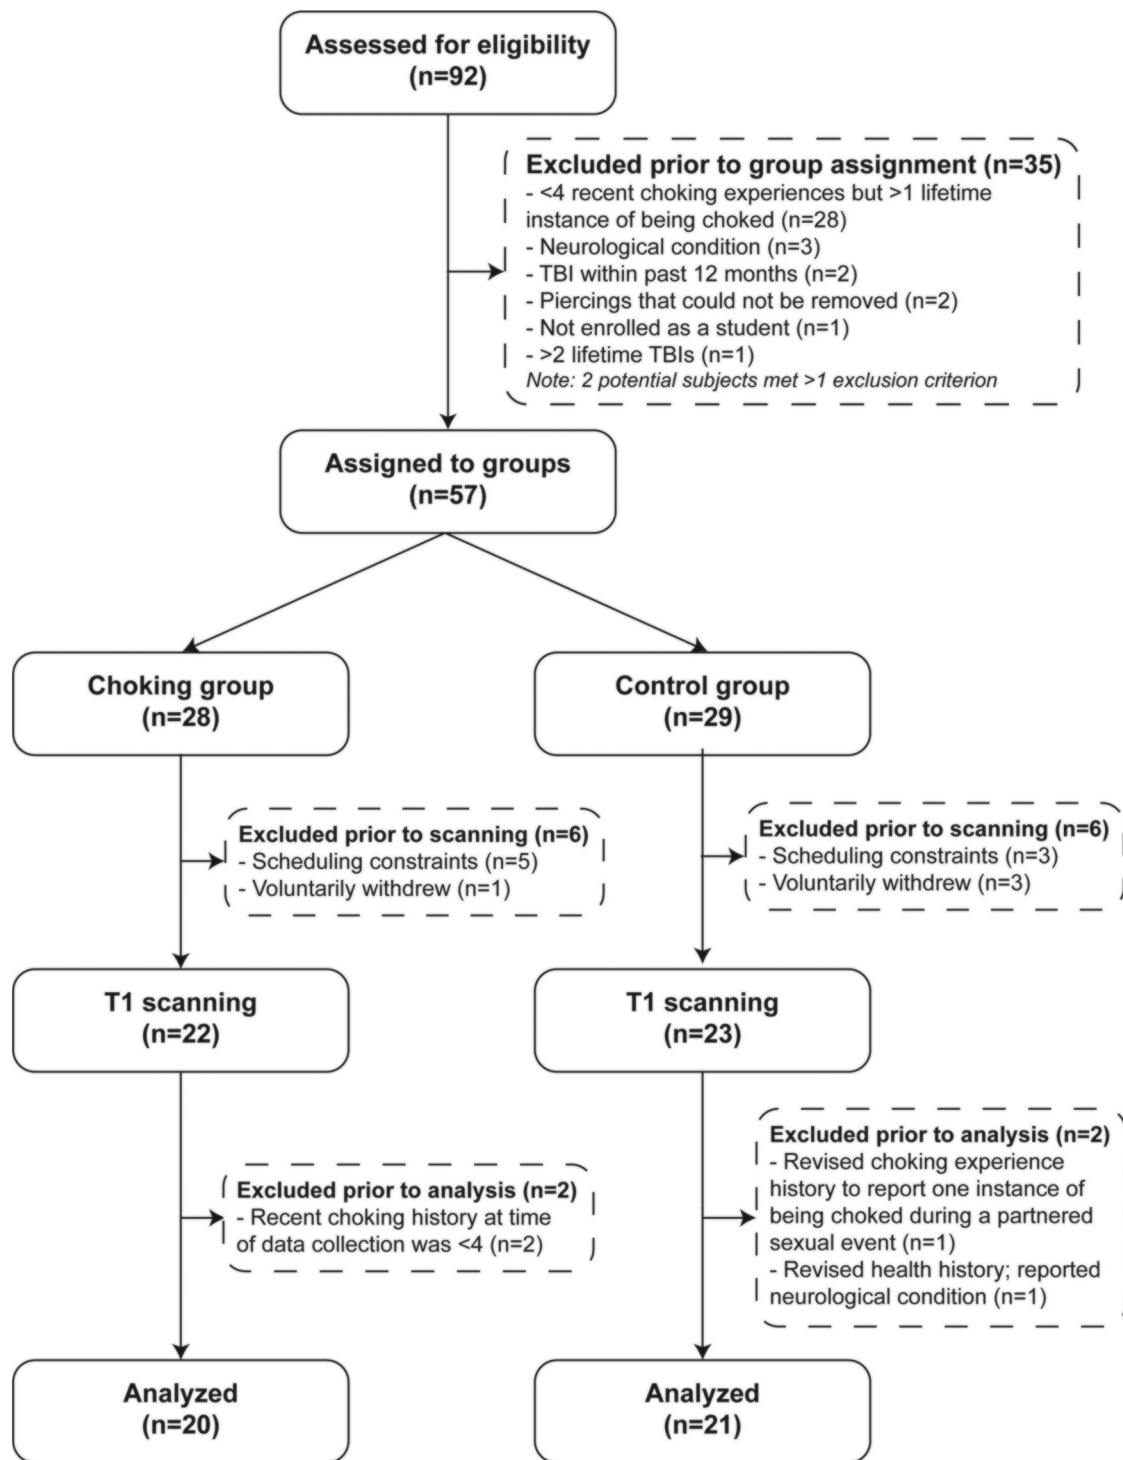 Assessed for eligibility
(n=92)
Excluded prior to group assignment (n=35)
- <4 recent choking experiences but >1 lifetime
instance of being choked (n=28)
- Neurological condition (n=3)
- TBI within past 12 months (n=2)
- Piercings that could not be removed (n=2)
- Not enrolled as a student (n=1)
- >2 lifetime TBIs (n=1)
Note: 2 potential subjects met >1 exclusion criterion
Assigned to groups
(n=57)
Choking group
(n=28)
Control group
(n=29)
Excluded prior to scanning (n=6)
- Scheduling constraints (n=5)
- Voluntarily withdrew (n=1)
Excluded prior to scanning (n=6)
- Scheduling constraints (n=3)
- Voluntarily withdrew (n=3)
T1 scanning
(n=22)
T1 scanning
(n=23)
Excluded prior to analysis (n=2)
- Recent choking history at time
of data collection was <4 (n=2)
Excluded prior to analysis (n=2)
- Revised choking experience
history to report one instance of
being choked during a partnered
sexual event (n=1)
- Revised health history; reported
neurological condition (n=1)
Analyzed
(n=20)
Analyzed
(n=21)